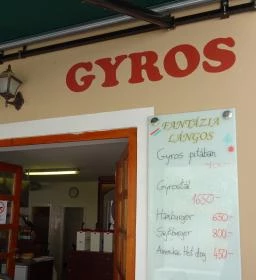 GYROS
FANTÁZIA
LÁNGOS
Gyros pitában
Gyrostál
1650-
Hamburger 650-
Sajtburger 800-
Amerikai Hot dog 450-